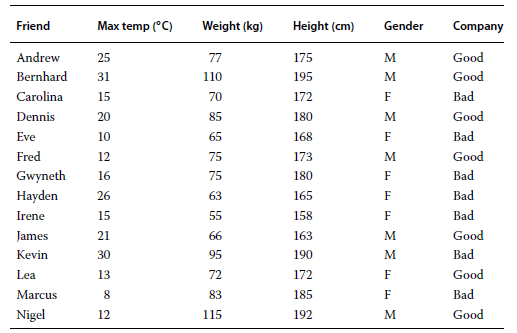 Friend Max temp (°C) Weight (kg) Height (cm) Gender Company
Andrew 25 77 175 M Good
Bernhard 31 110 195 M Good
Carolina 15 70 172 F Bad
Dennis 20 85 180 M Good
Eve 10 65 168 F Bad
Fred 12 75 173 M Good
Gwyneth 16 75 180 F Bad
Hayden 26 63 165 F Bad
Irene 15 55 158 F Bad
James 21 66 163 M Good
Kevin 30 95 190 M Bad
Lea 13 72 172 F Good
Marcus 8 83 185 F Bad
Nigel 12 115 192 M Good